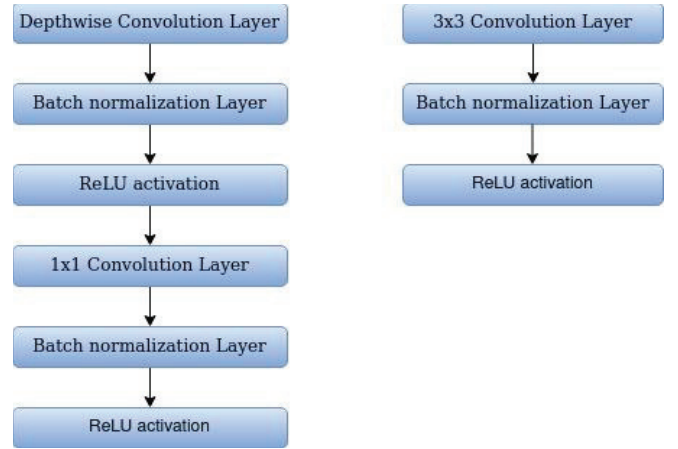 Depthwise Convolution Layer
Batch normalization Layer
ReLU activation
1x1 Convolution Layer
Batch normalization Layer
ReLU activation
3x3 Convolution Layer
Batch normalization Layer
ReLU activation